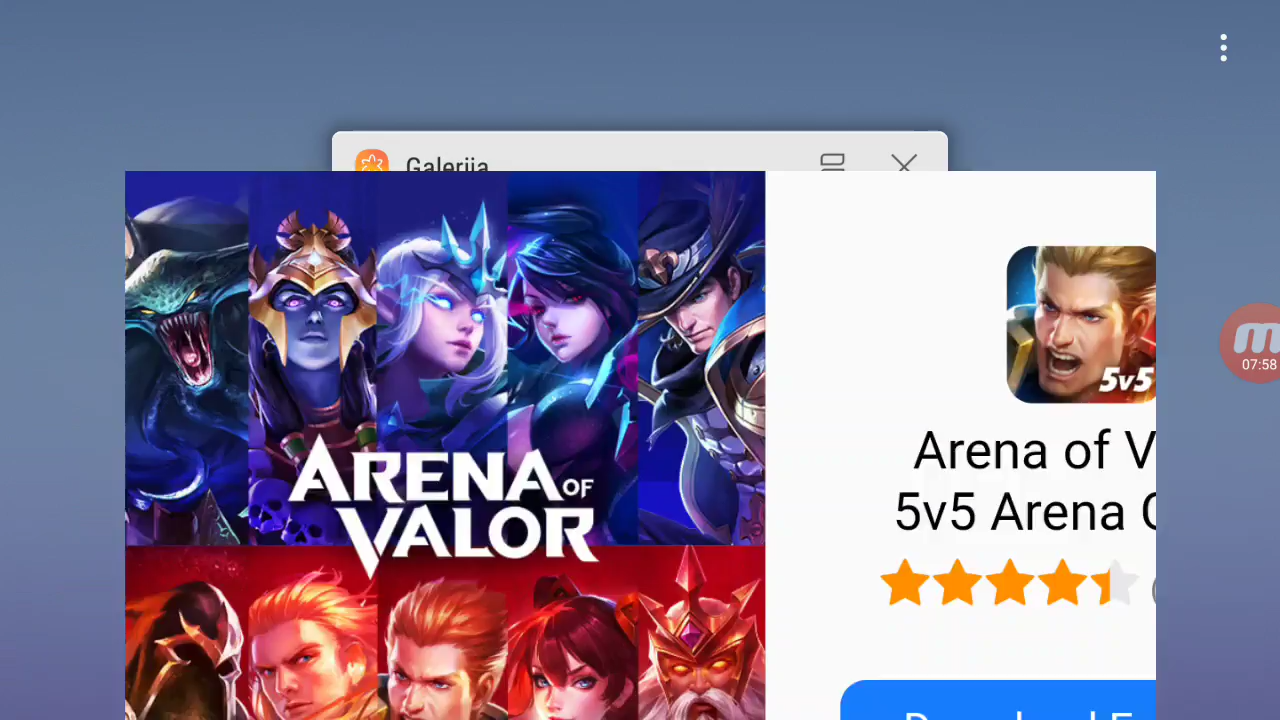 Galerija
ARENA OF
VALOR
5v5
Arena of V
5v5 Arena
07:58